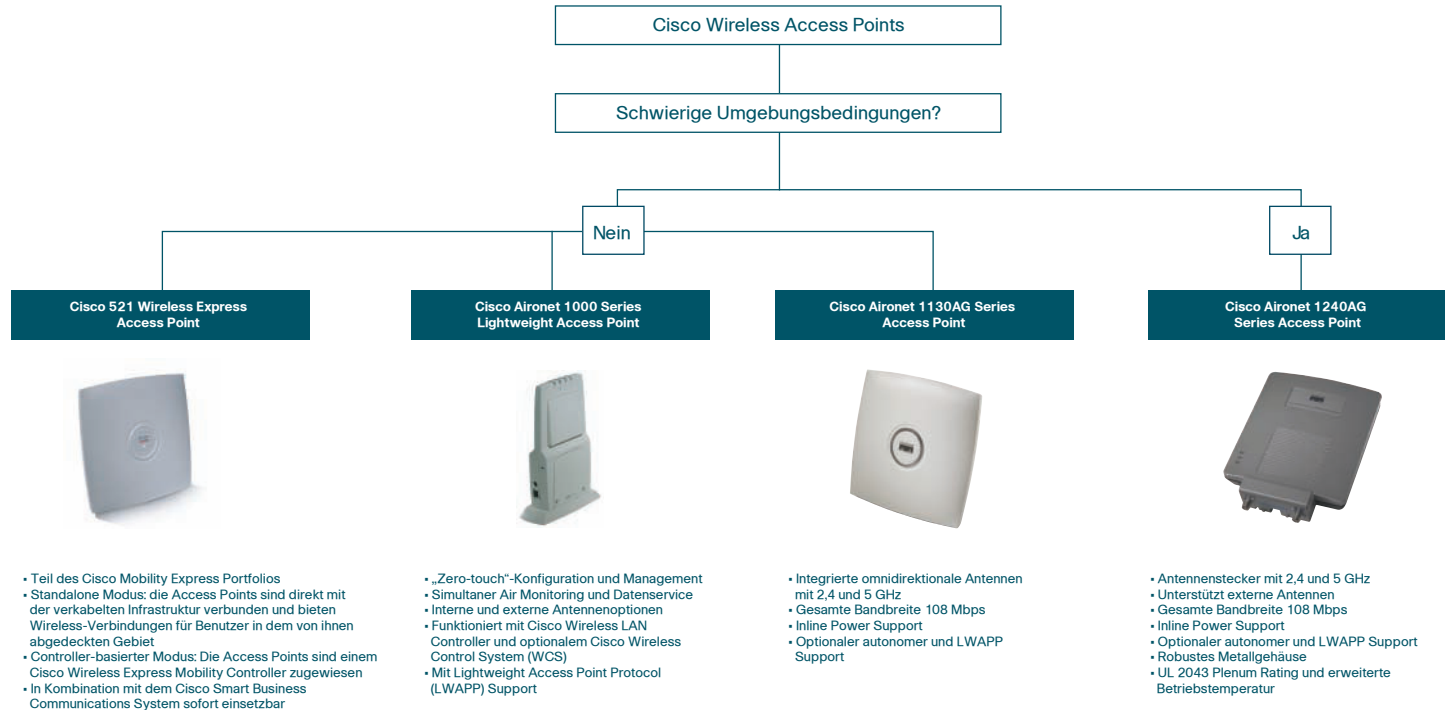 Cisco Wireless Access Points
Schwierige Umgebungsbedingungen?
Nein
Ja
Cisco 521 Wireless Express
Access Point
Cisco Aironet 1000 Series
Lightweight Access Point
Cisco Aironet 1130AG Series
Access Point
Cisco Aironet 1240AG
Series Access Point
▪ Teil des Cisco Mobility Express Portfolios
▪ Standalone Modus: die Access Points sind direkt mit
der verkabelten Infrastruktur verbunden und bieten
Wireless-Verbindungen für Benutzer in dem von ihnen
abgedeckten Gebiet
▪ Controller-basierter Modus: Die Access Points sind einem
Cisco Wireless Express Mobility Controller zugewiesen
▪ In Kombination mit dem Cisco Smart Business
Communications System sofort einsetzbar
▪ „Zero-touch“-Konfiguration und Management
▪ Simultaner Air Monitoring und Datenservice
▪ Interne und externe Antennenoptionen
▪ Funktioniert mit Cisco Wireless LAN
Controller und optionalem Cisco Wireless
Control System (WCS)
▪ Mit Lightweight Access Point Protocol
(LWAPP) Support
▪ Integrierte omnidirektionale Antennen
mit 2,4 und 5 GHz
▪ Gesamte Bandbreite 108 Mbps
▪ Inline Power Support
▪ Optionaler autonomer und LWAPP
Support
▪ Antennenstecker mit 2,4 und 5 GHz
▪ Unterstützt externe Antennen
▪ Gesamte Bandbreite 108 Mbps
▪ Inline Power Support
▪ Optionaler autonomer und LWAPP Support
▪ Robustes Metallgehäuse
▪ UL 2043 Plenum Rating und erweiterte
Betriebstemperatur